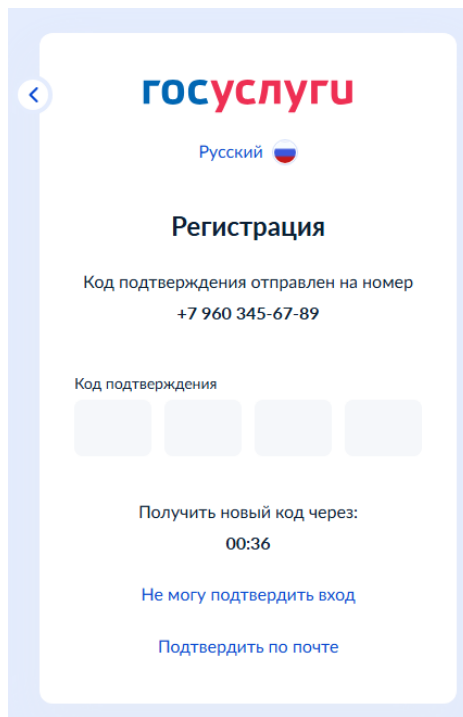 госуслуги
Русский
Регистрация
Код подтверждения отправлен на номер
+7 960 345-67-89
Код подтверждения
Получить новый код через:
00:36
Не могу подтвердить вход
Подтвердить по почте